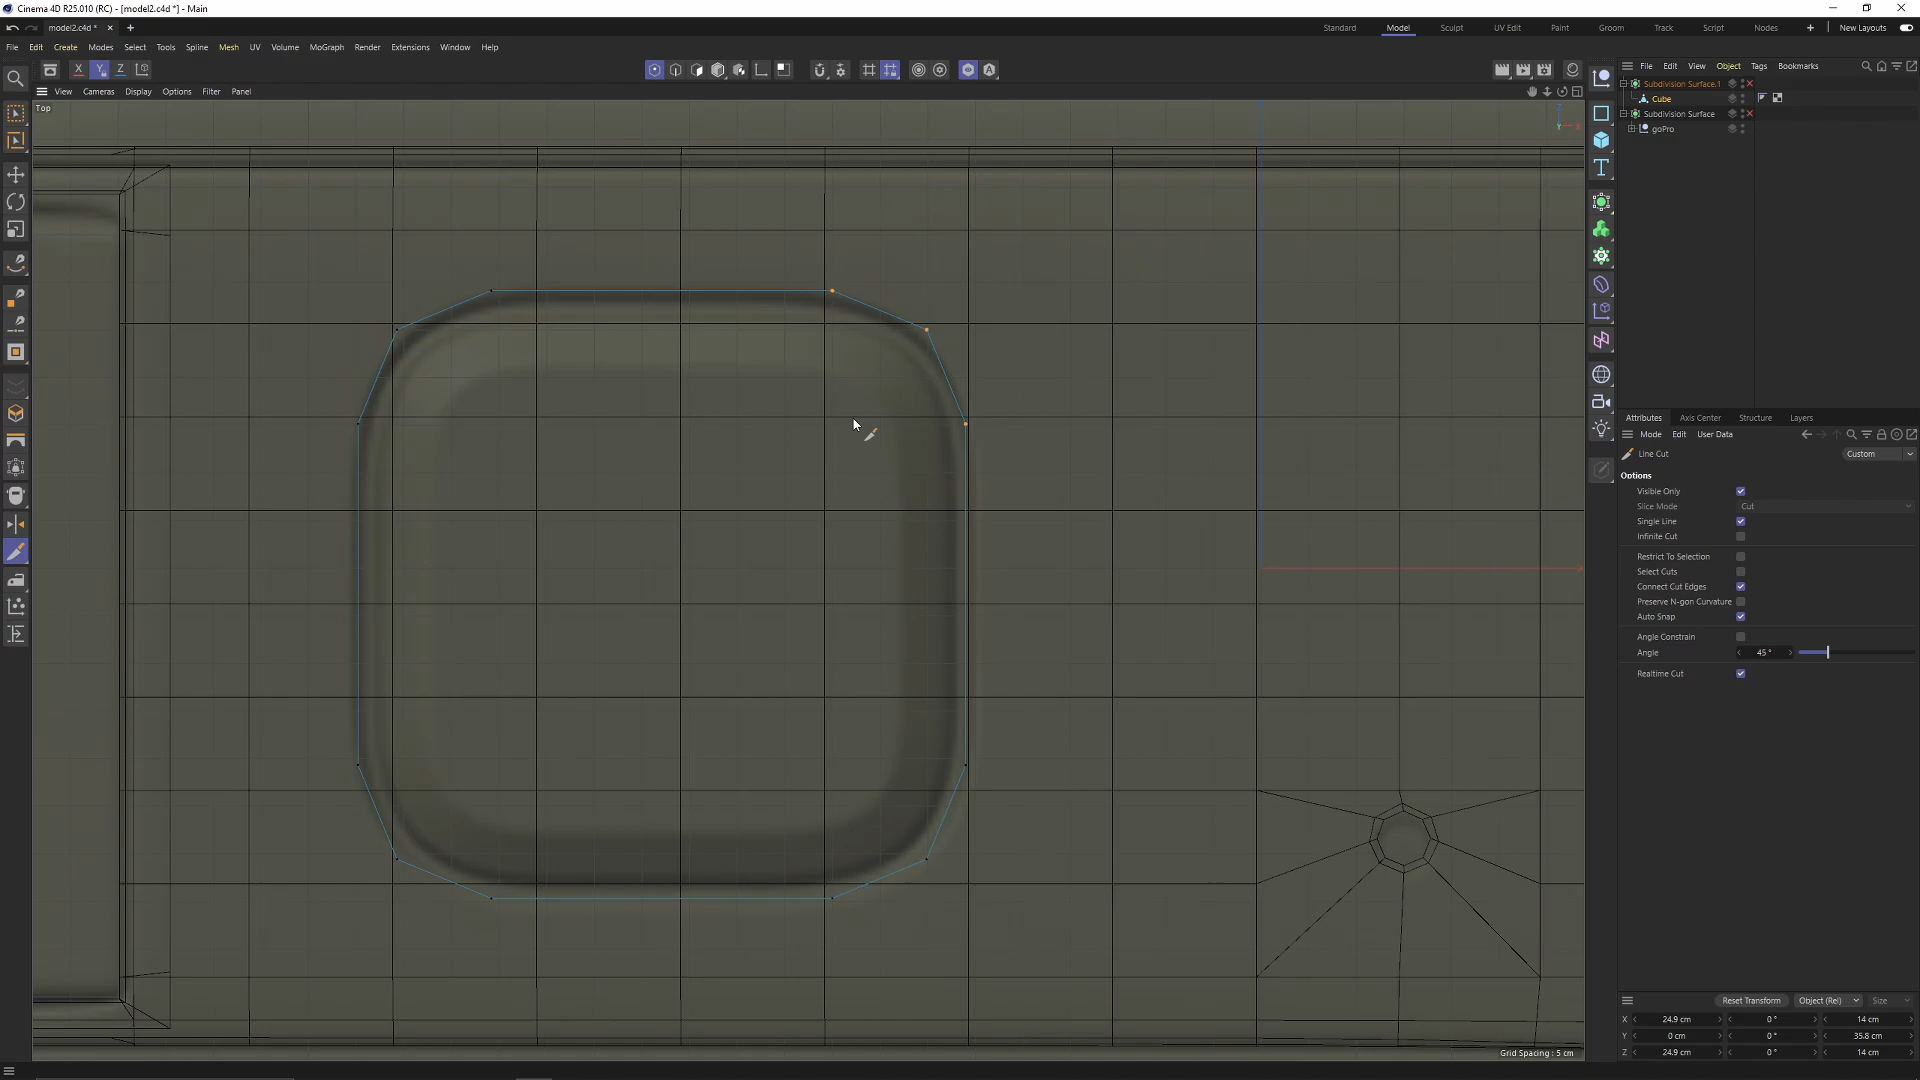 Cinema 4D R25.010 (RC) - [model2.c4d *] - Main
model2.c4d *
Standard Model Sculpt UV Edit Paint Groom Track Script Nodes New Layouts
File Edit Create Modes Select Tools Spline Mesh UV Volume MoGraph Render Extensions Window Help
X Y Z
File Edit View Object Tags Bookmarks
Subdivision Surface.1
Cube
Subdivision Surface
goPro
View Cameras Display Options Filter Panel
Top
Z
Y X
X
Attributes Axis Center Structure Layers
Mode Edit User Data
Line Cut Custom
Options
Visible Only
Slice Mode Cut
Single Line
Infinite Cut
Restrict To Selection
Select Cuts
Connect Cut Edges
Preserve N-gon Curvature
Auto Snap
Angle Constrain
Angle 45 °
Realtime Cut
Reset Transform Object (Rel) Size
X 24.9 cm 0 ° 14 cm
Y 0 cm 0 ° 35.8 cm
Z 24.9 cm 0 ° 14 cm
Grid Spacing : 5 cm